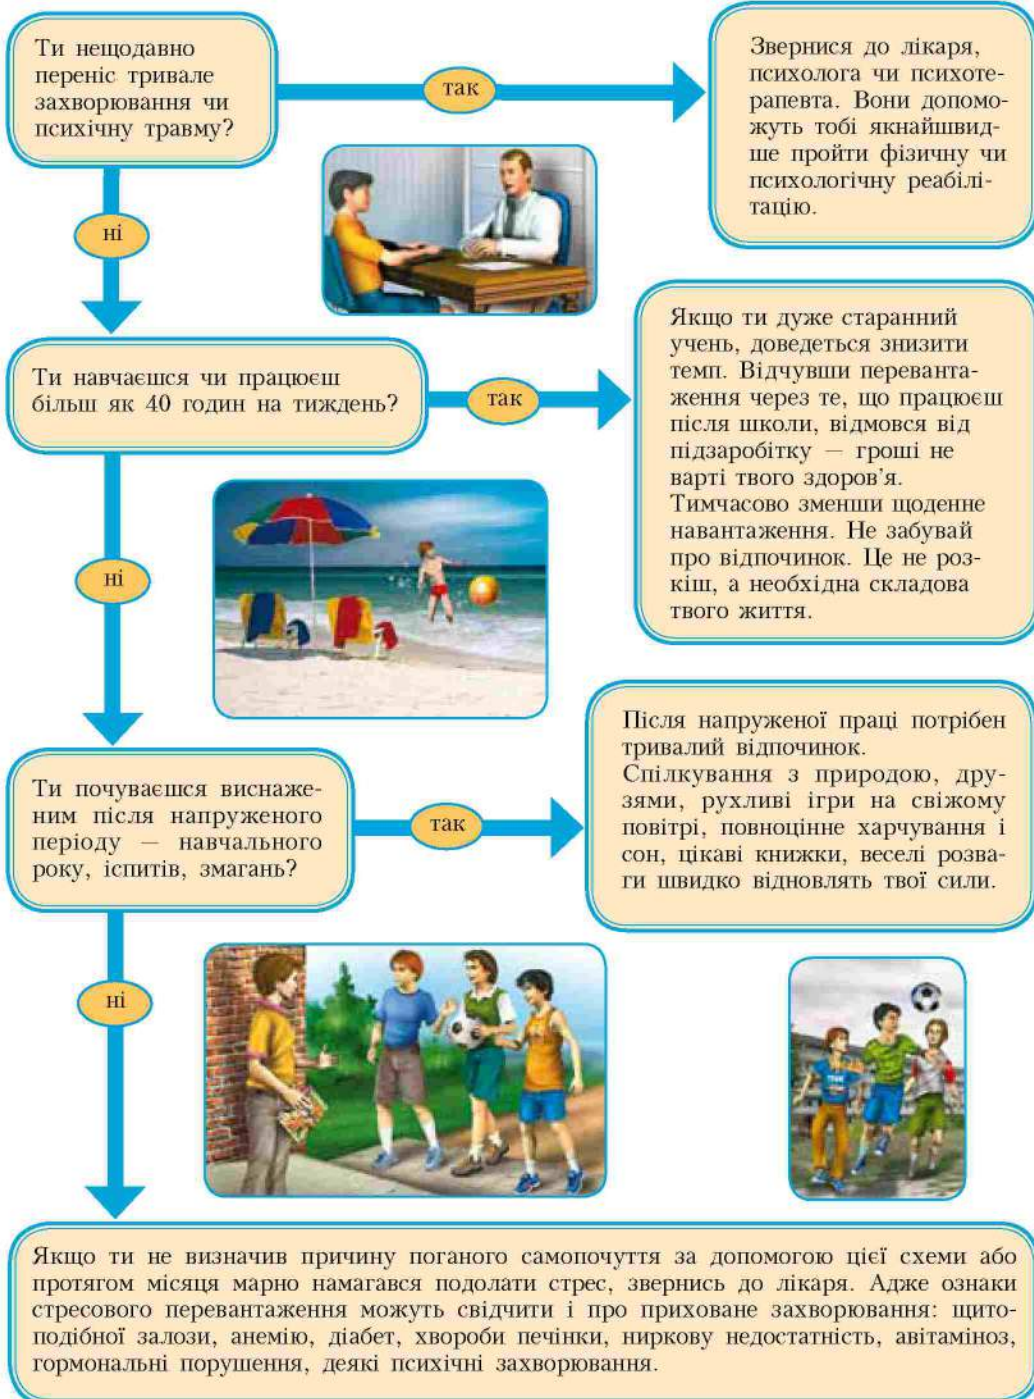 Ти нещодавно
переніс тривале
захворювання чи
психічну травму?
так
Звернися до лікаря,
психолога чи психоте-
рапевта. Вони допомо-
жуть тобі якнайшвид-
ше пройти фізичну чи
психологічну реабілі-
тацію.
ні
Ти навчаєшся чи працюєш
більш як 40 годин на тиждень?
так
Якщо ти дуже старанний
учень, доведеться знизити
темп. Відчувши переванта-
ження через те, що працюєш
після школи, відмовся від
підзаробітку — гроші не
варті твого здоров'я.
Тимчасово зменши щоденне
навантаження. Не забувай
про відпочинок. Це не роз-
кіш, а необхідна складова
твого життя.
ні
Ти почуваєшся виснаже-
ним після напруженого
періоду — навчального
року, іспитів, змагань?
так
Після напруженої праці потрібен
тривалий відпочинок.
Спілкування з природою, дру-
зями, рухливі ігри на свіжому
повітрі, повноцінне харчування і
сон, цікаві книжки, веселі розва-
ги швидко відновлять твої сили.
ні
Якщо ти не визначив причину поганого самопочуття за допомогою цієї схеми або
протягом місяця марно намагався подолати стрес, звернись до лікаря. Адже ознаки
стресового перевантаження можуть свідчити і про приховане захворювання: щито-
подібної залози, анемію, діабет, хвороби печінки, ниркову недостатність, авітаміноз,
гормональні порушення, деякі психічні захворювання.